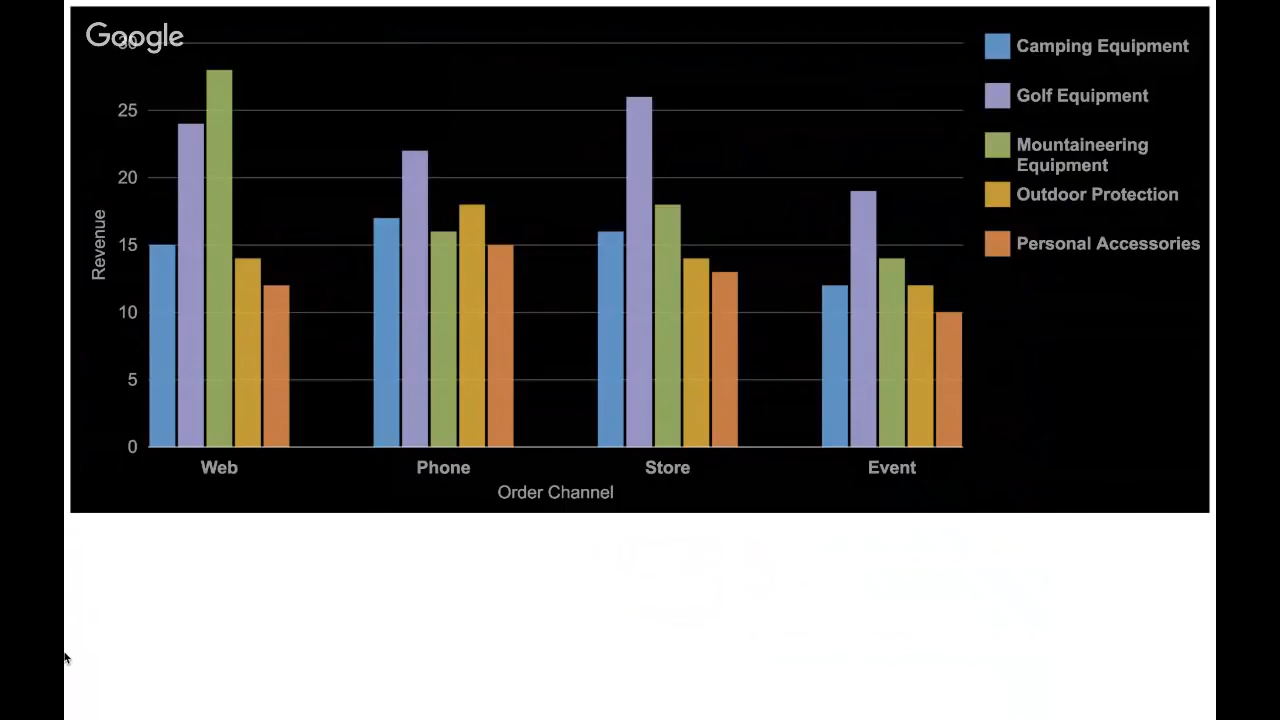 Google
30
25
20
15
10
5
0
Revenue
Web
Phone
Store
Event
Order Channel
Camping Equipment
Golf Equipment
Mountaineering
Equipment
Outdoor Protection
Personal Accessories